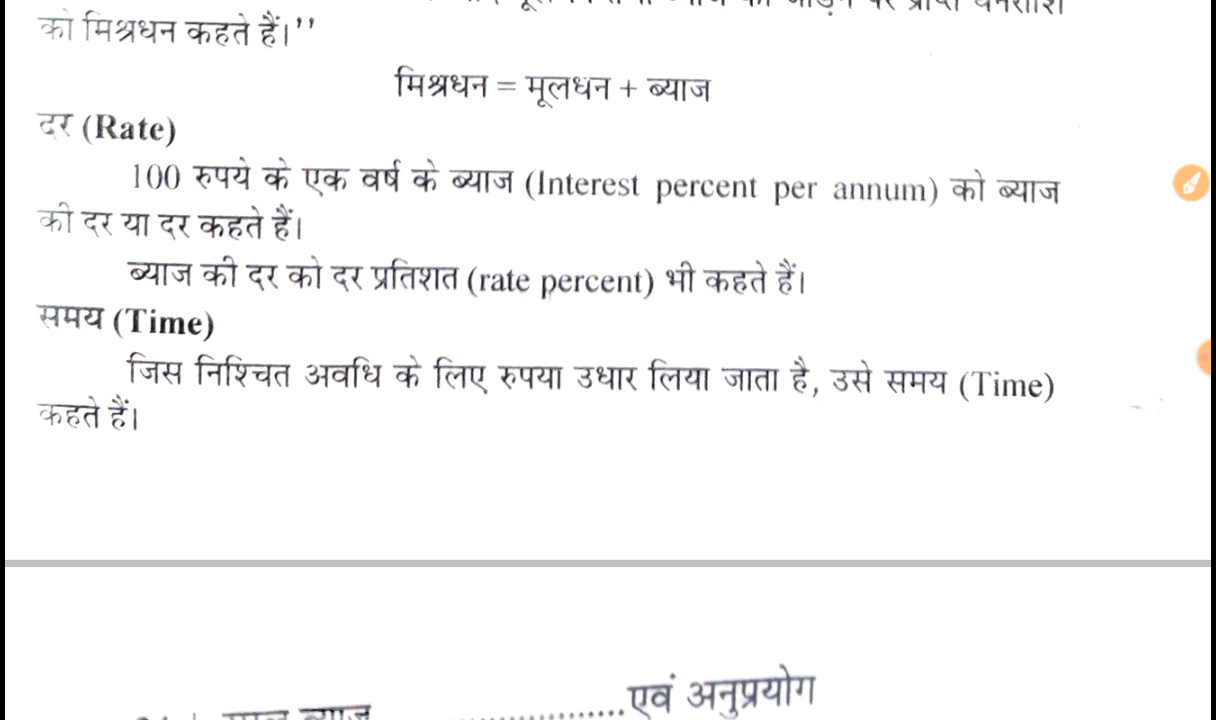 को मिश्रधन कहते हैं।’’
मिश्रधन = मूलधन + ब्याज
दर (Rate)
100 रुपये के एक वर्ष के ब्याज (Interest percent per annum) को ब्याज
की दर या दर कहते हैं।
ब्याज की दर को दर प्रतिशत (rate percent) भी कहते हैं।
समय (Time)
जिस निश्चित अवधि के लिए रुपया उधार लिया जाता है, उसे समय (Time)
कहते हैं।
..............एवं अनुप्रयोग